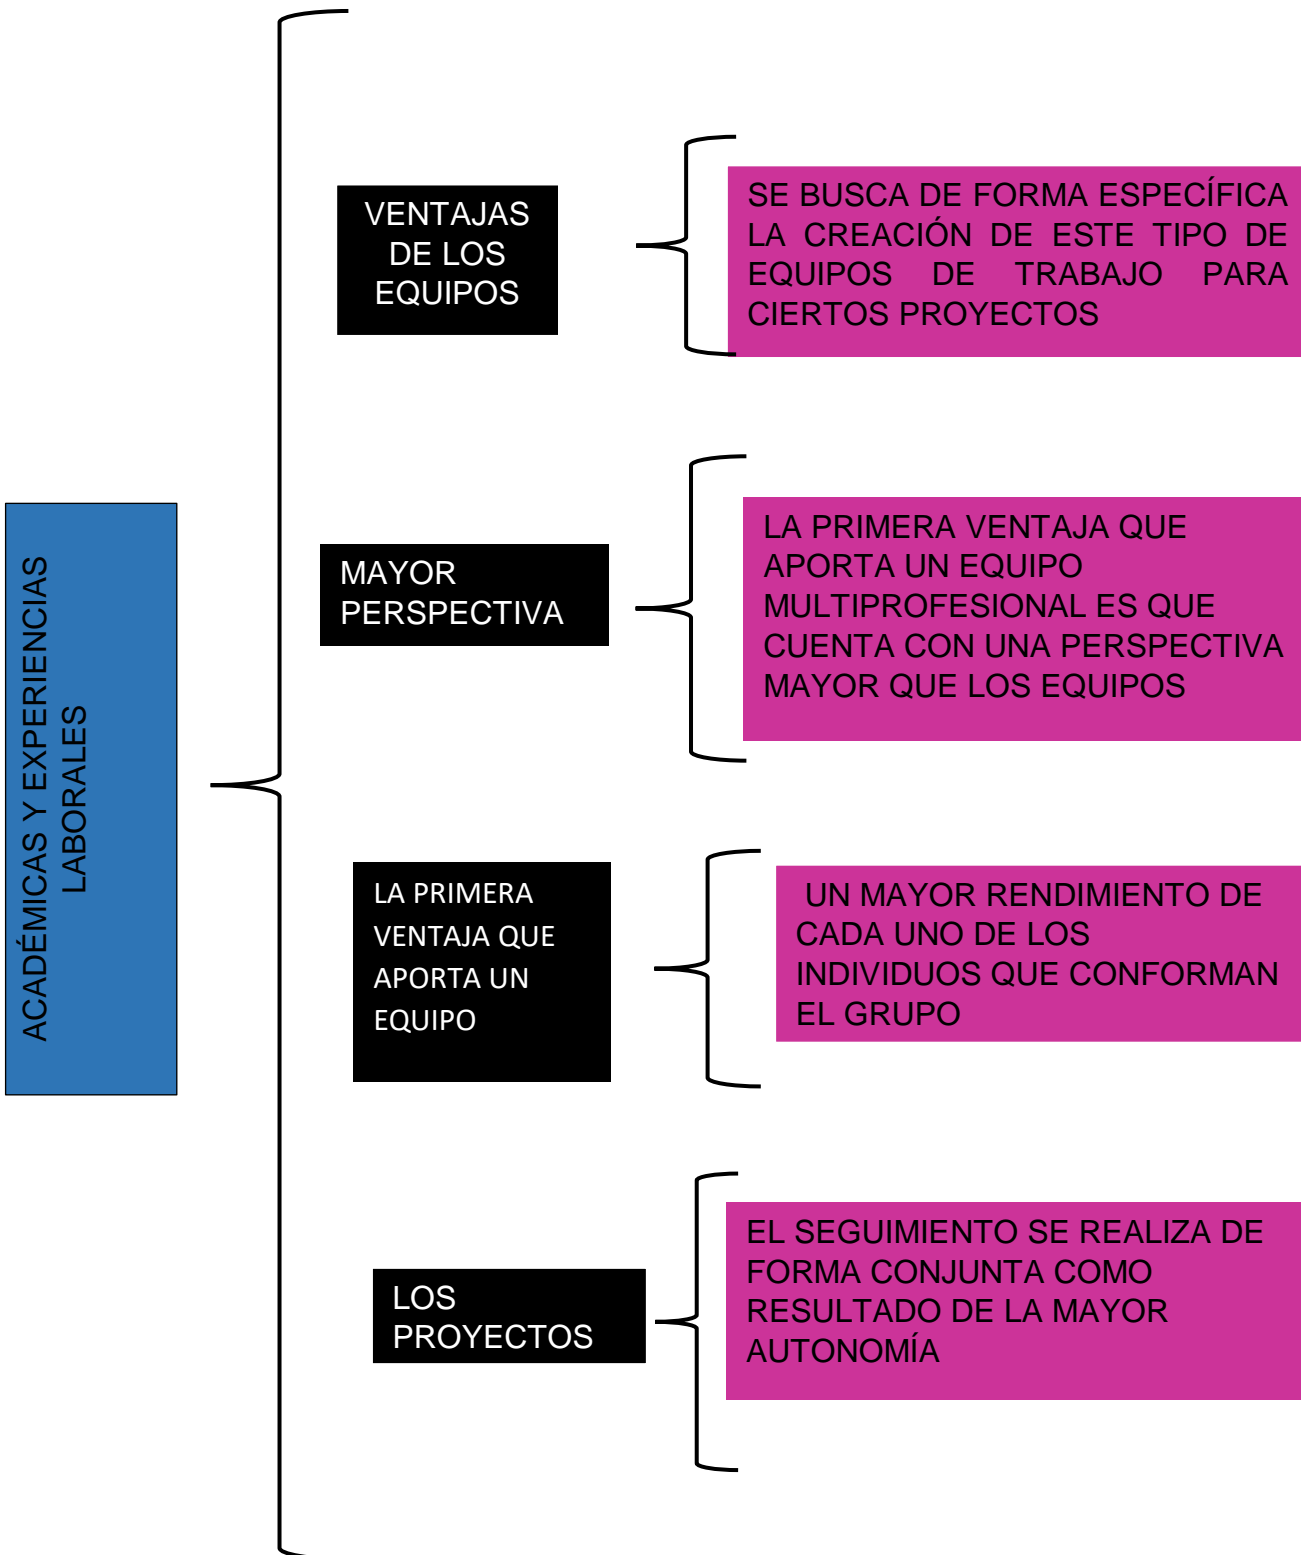 ACADÉMICAS Y EXPERIENCIAS
LABORALES
VENTAJAS
DE LOS
EQUIPOS
SE BUSCA DE FORMA ESPECÍFICA
LA CREACIÓN DE ESTE TIPO DE
EQUIPOS DE TRABAJO PARA
CIERTOS PROYECTOS
MAYOR
PERSPECTIVA
LA PRIMERA VENTAJA QUE
APORTA UN EQUIPO
MULTIPROFESIONAL ES QUE
CUENTA CON UNA PERSPECTIVA
MAYOR QUE LOS EQUIPOS
LA PRIMERA
VENTAJA QUE
APORTA UN
EQUIPO
UN MAYOR RENDIMIENTO DE
CADA UNO DE LOS
INDIVIDUOS QUE CONFORMAN
EL GRUPO
LOS
PROYECTOS
EL SEGUIMIENTO SE REALIZA DE
FORMA CONJUNTA COMO
RESULTADO DE LA MAYOR
AUTONOMÍA